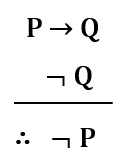 P → Q
¬ Q
∴ ¬ P